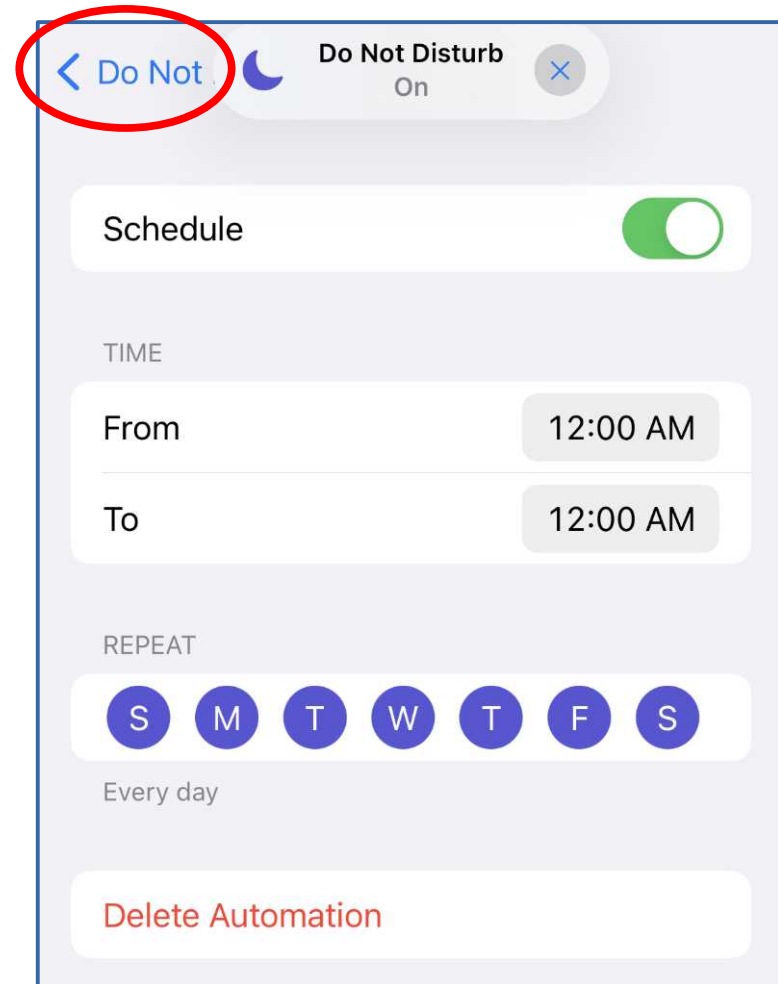 Do Not
Do Not Disturb
On
Schedule
TIME
From 12:00 AM
To 12:00 AM
REPEAT
S M T W T F S
Every day
Delete Automation